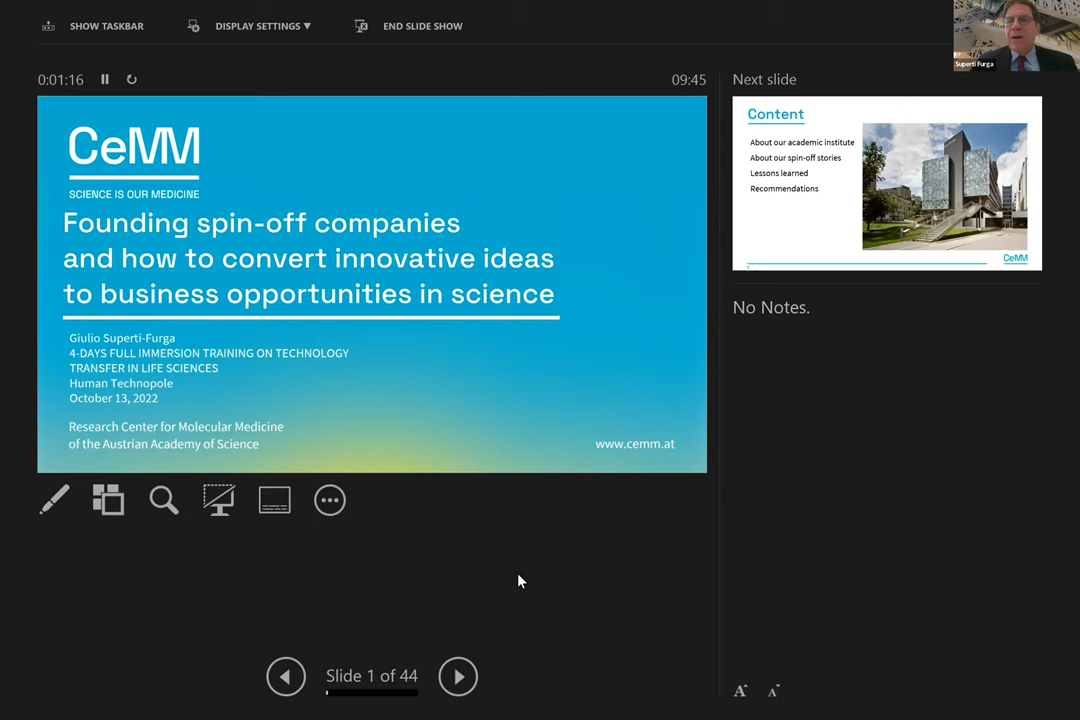 SHOW TASKBAR
DISPLAY SETTINGS ▼
END SLIDE SHOW
Superti Furga
0:01:16
09:45
Next slide
CeMM
SCIENCE IS OUR MEDICINE
Founding spin-off companies
and how to convert innovative ideas
to business opportunities in science
Giulio Superti-Furga
4-DAYS FULL IMMERSION TRAINING ON TECHNOLOGY
TRANSFER IN LIFE SCIENCES
Human Technopole
October 13, 2022
Research Center for Molecular Medicine
of the Austrian Academy of Science
www.cemm.at
Content
About our academic institute
About our spin-off stories
Lessons learned
Recommendations
CeMM
No Notes.
Slide 1 of 44
A
A